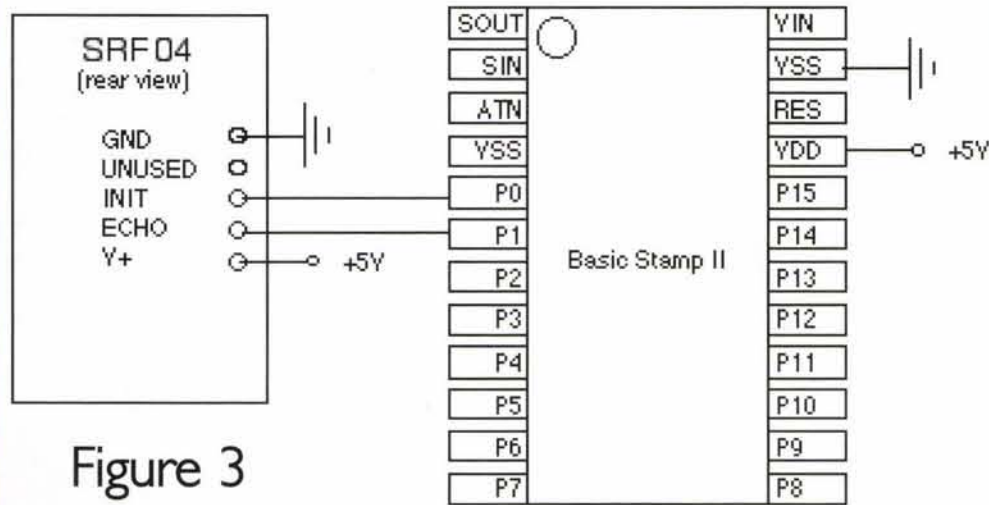 SRF04
(rear view)
GND
UNUSED
INIT
ECHO
V+
+5V
Figure 3
SOUT
SIN
ATN
VSS
P0
P1
P2
P3
P4
P5
P6
P7
Basic Stamp II
VIN
VSS
RES
VDD
P15
P14
P13
P12
P11
P10
P9
P8
+5V